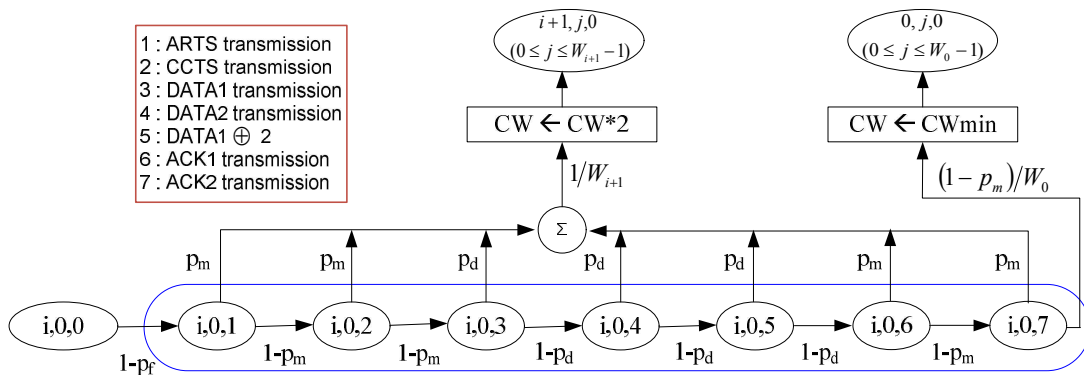 1 : ARTS transmission
2 : CCTS transmission
3 : DATA1 transmission
4 : DATA2 transmission
5 : DATA1 ⊕ 2
6 : ACK1 transmission
7 : ACK2 transmission
i+1, j,0
(0 ≤ j ≤ W_{i+1} −1)
0, j,0
(0 ≤ j ≤ W_0 −1)
CW ← CW*2
CW ← CWmin
1/W_{i+1}
(1− p_m)/W_0
Σ
p_m
p_m
p_d
p_d
p_d
p_m
p_m
i,0,0
i,0,1
i,0,2
i,0,3
i,0,4
i,0,5
i,0,6
i,0,7
1-p_f
1-p_m
1-p_m
1-p_d
1-p_d
1-p_d
1-p_m